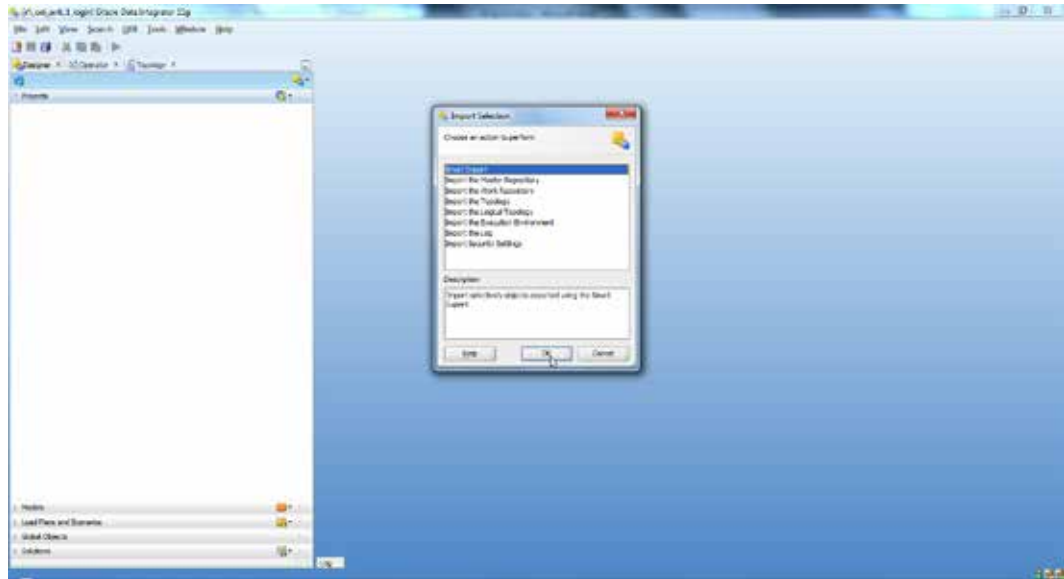 Oracle Data Integrator 11g
File Edit View Search ODI Tools Window Help
Designer Operator Topology
Projects
Import Selection
Choose an action to perform
Smart Import
Import the Master Repository
Import the Work Repository
Import the Topology
Import the Logical Topology
Import the Execution Environment
Import the Log
Import Security Settings
Description
Import selectively objects exported using the Smart
Export
Help OK Cancel
Models
Load Plans and Scenarios
Global Objects
Solutions